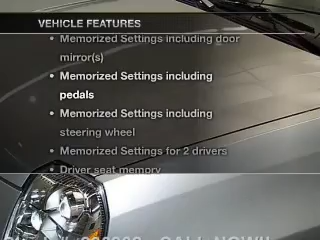 VEHICLE FEATURES
• Memorized Settings including door
mirror(s)
• Memorized Settings including
pedals
• Memorized Settings including
steering wheel
• Memorized Settings for 2 drivers
• Driver seat memory
CALL NOW!!